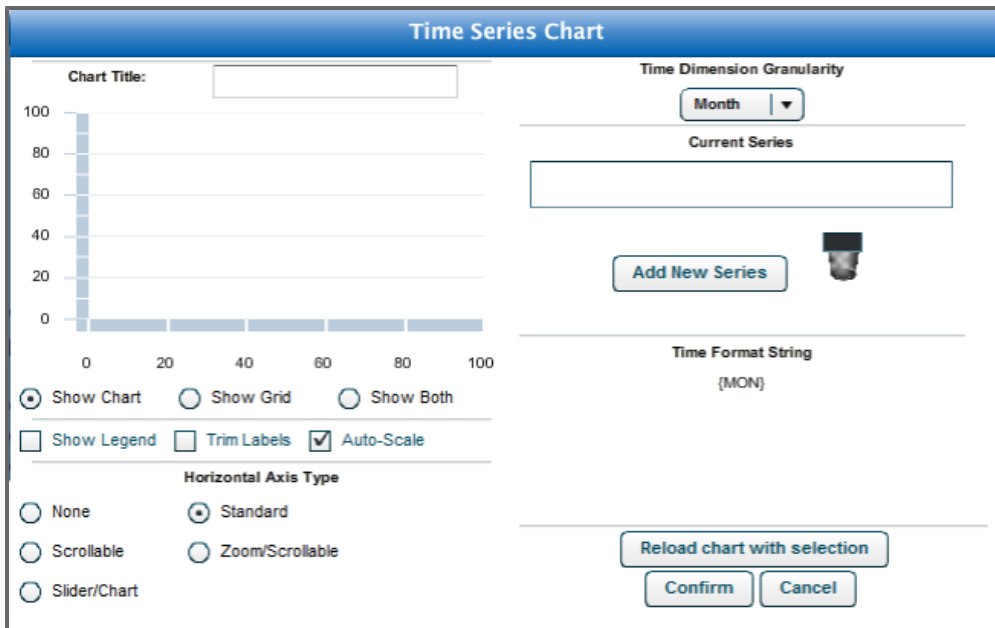 Time Series Chart
Chart Title:
100
80
60
40
20
0
0 20 40 60 80 100
Show Chart Show Grid Show Both
Show Legend Trim Labels Auto-Scale
Horizontal Axis Type
None Standard
Scrollable Zoom/Scrollable
Slider/Chart
Time Dimension Granularity
Month
Current Series
Add New Series
Time Format String
{MON}
Reload chart with selection
Confirm Cancel